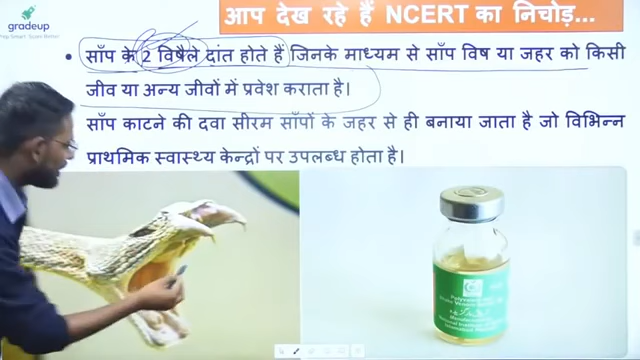 gradeup
आप देख रहे हैं NCERT का निचोड़...
• साँप के 2 विषैले दांत होते हैं जिनके माध्यम से साँप विष या जहर को किसी
जीव या अन्य जीवों में प्रवेश कराता है।
साँप काटने की दवा सीरम साँपों के जहर से ही बनाया जाता है जो विभिन्न
प्राथमिक स्वास्थ्य केन्द्रों पर उपलब्ध होता है।